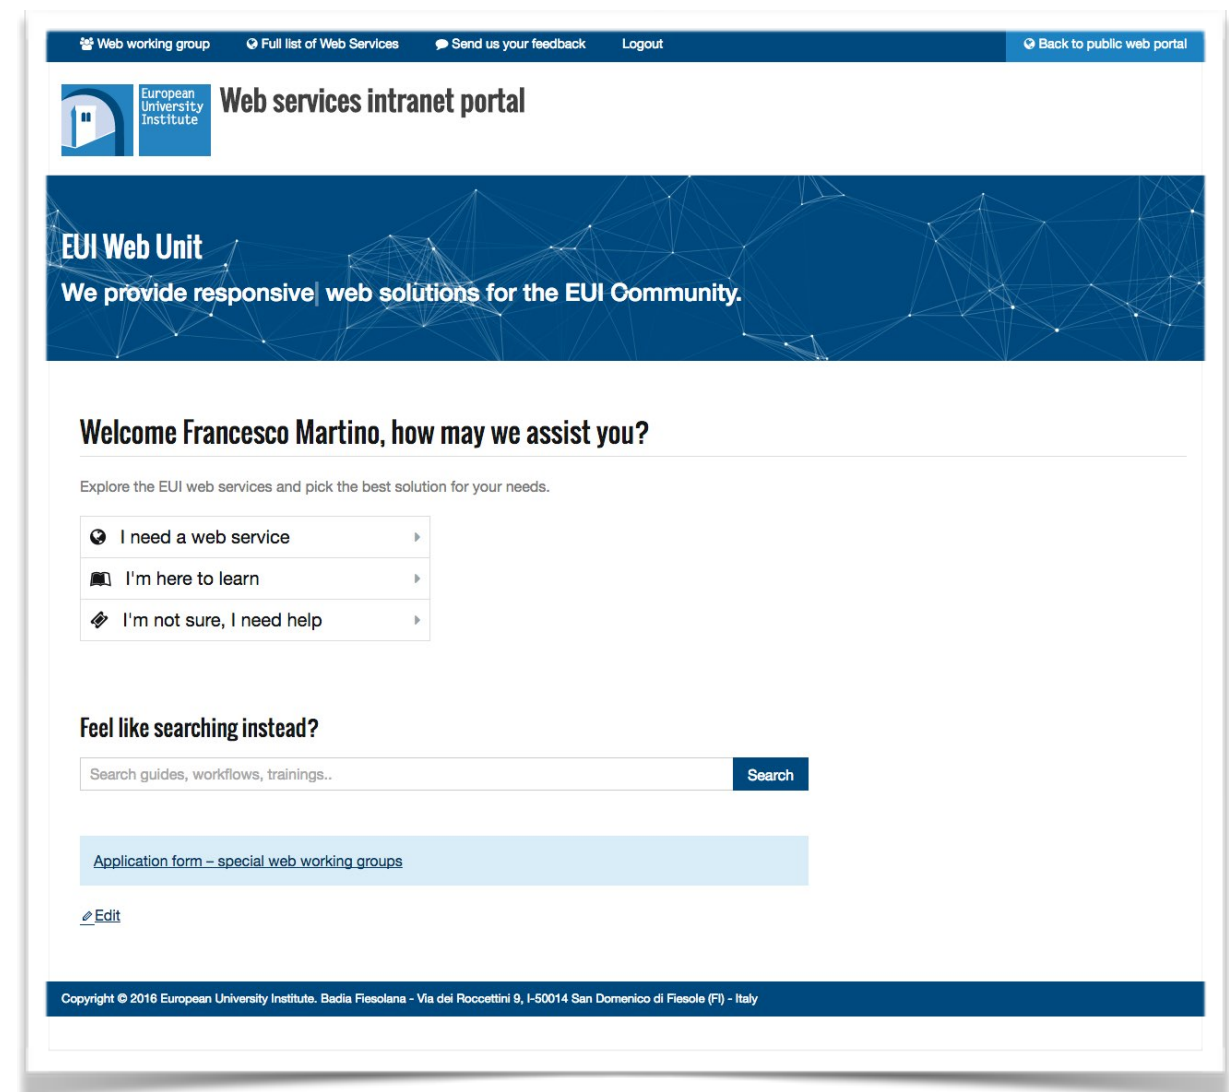 Web working group Full list of Web Services Send us your feedback Logout Back to public web portal
European
University
Institute
Web services intranet portal
EUI Web Unit
We provide responsive| web solutions for the EUI Community.
Welcome Francesco Martino, how may we assist you?
Explore the EUI web services and pick the best solution for your needs.
I need a web service
I'm here to learn
I'm not sure, I need help
Feel like searching instead?
Search guides, workflows, trainings.. Search
Application form – special web working groups
Edit
Copyright © 2016 European University Institute. Badia Fiesolana - Via dei Roccettini 9, I-50014 San Domenico di Fiesole (FI) - Italy